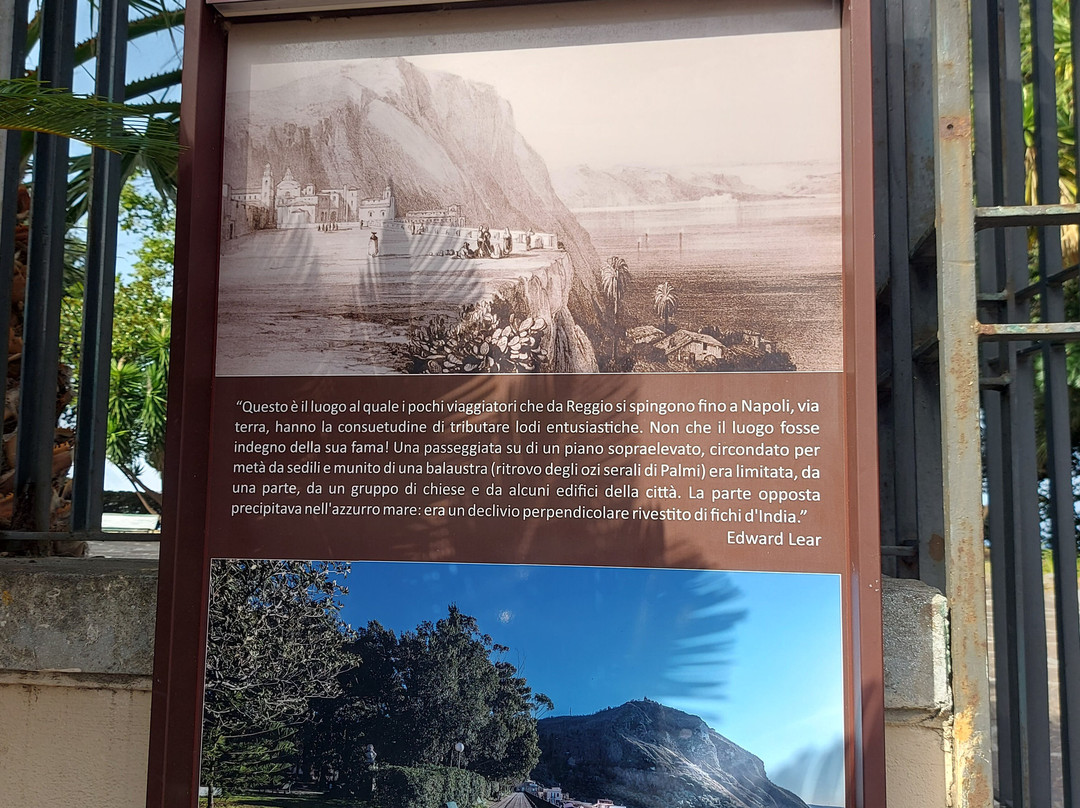 “Questo è il luogo al quale i pochi viaggiatori che da Reggio si spingono fino a Napoli, via
terra, hanno la consuetudine di tributare lodi entusiastiche. Non che il luogo fosse
indegno della sua fama! Una passeggiata su di un piano sopraelevato, circondato per
metà da sedili e munito di una balaustra (ritrovo degli ozi serali di Palmi) era limitata, da
una parte, da un gruppo di chiese e da alcuni edifici della città. La parte opposta
precipitava nell'azzurro mare: era un declivio perpendicolare rivestito di fichi d'India.”
Edward Lear